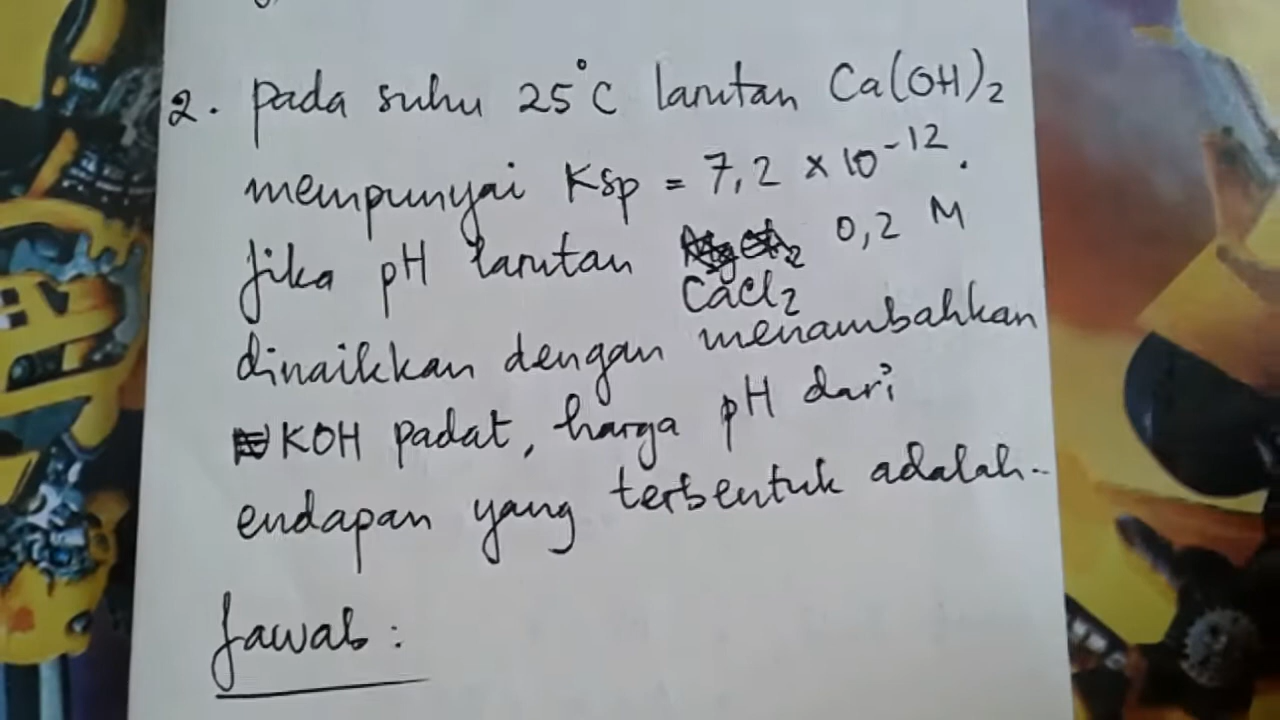 2. pada suhu 25°C larutan Ca(OH)₂
mempunyai Ksp = 7,2 × 10⁻¹².
Jika pH larutan CaCl₂ 0,2 M
dinaikkan dengan menambahkan
KOH padat, harga pH dari
endapan yang terbentuk adalah..
Jawab :